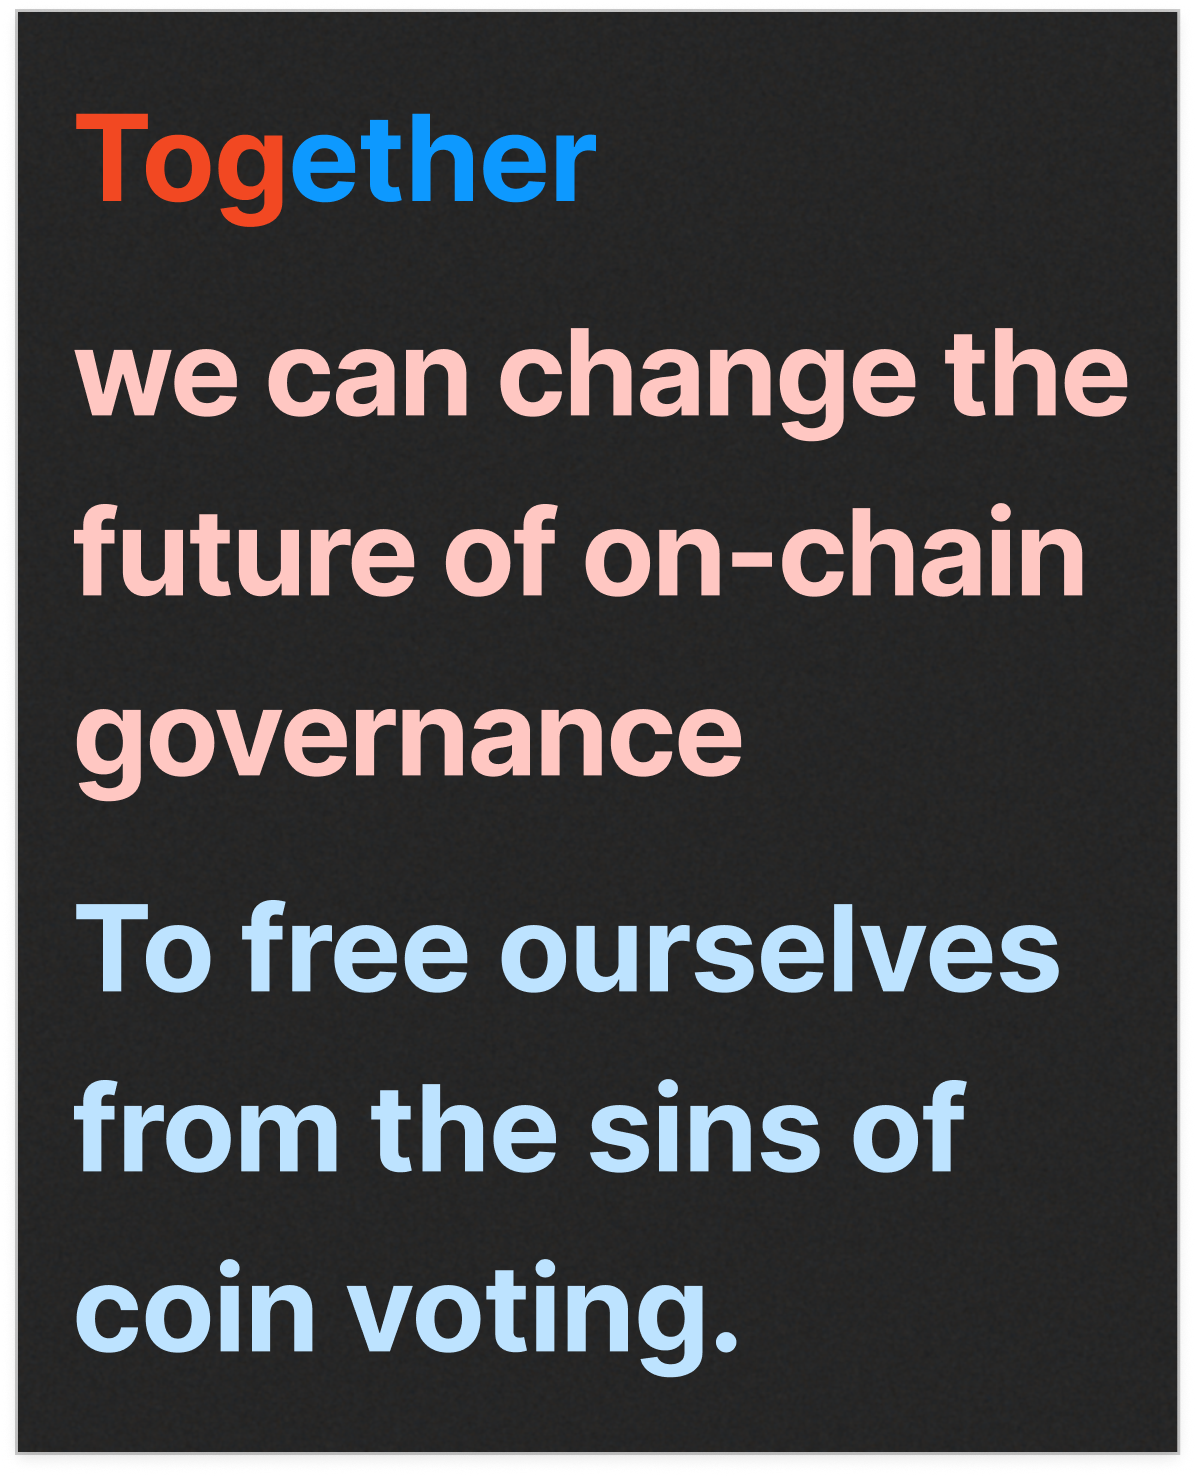 Together
we can change the
future of on-chain
governance
To free ourselves
from the sins of
coin voting.